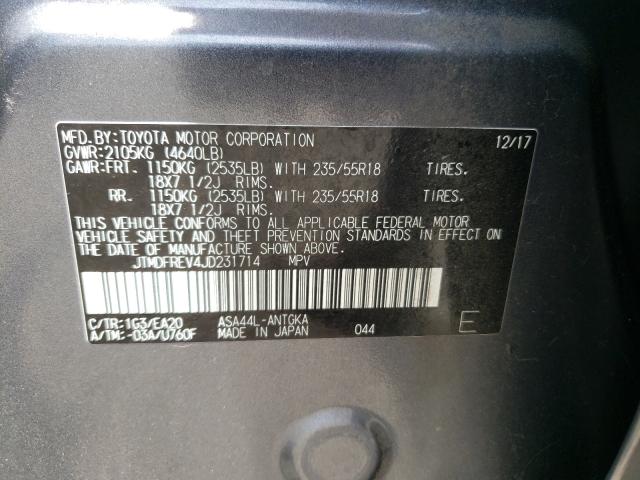 MFD.BY:TOYOTA MOTOR CORPORATION 12/17
GVWR:2105KG (4640LB)
GAWR:FRT. 1150KG (2535LB) WITH 235/55R18 TIRES.
18X7 1/2J RIMS.
RR. 1150KG (2535LB) WITH 235/55R18 TIRES.
18X7 1/2J RIMS.
THIS VEHICLE CONFORMS TO ALL APPLICABLE FEDERAL MOTOR
VEHICLE SAFETY AND THEFT PREVENTION STANDARDS IN EFFECT ON
THE DATE OF MANUFACTURE SHOWN ABOVE.
JTMDFREV4JD231714 MPV
C/TR:1G3/EA20 ASA44L-ANTGKA
A/TM:-03A/U760F MADE IN JAPAN 044 E